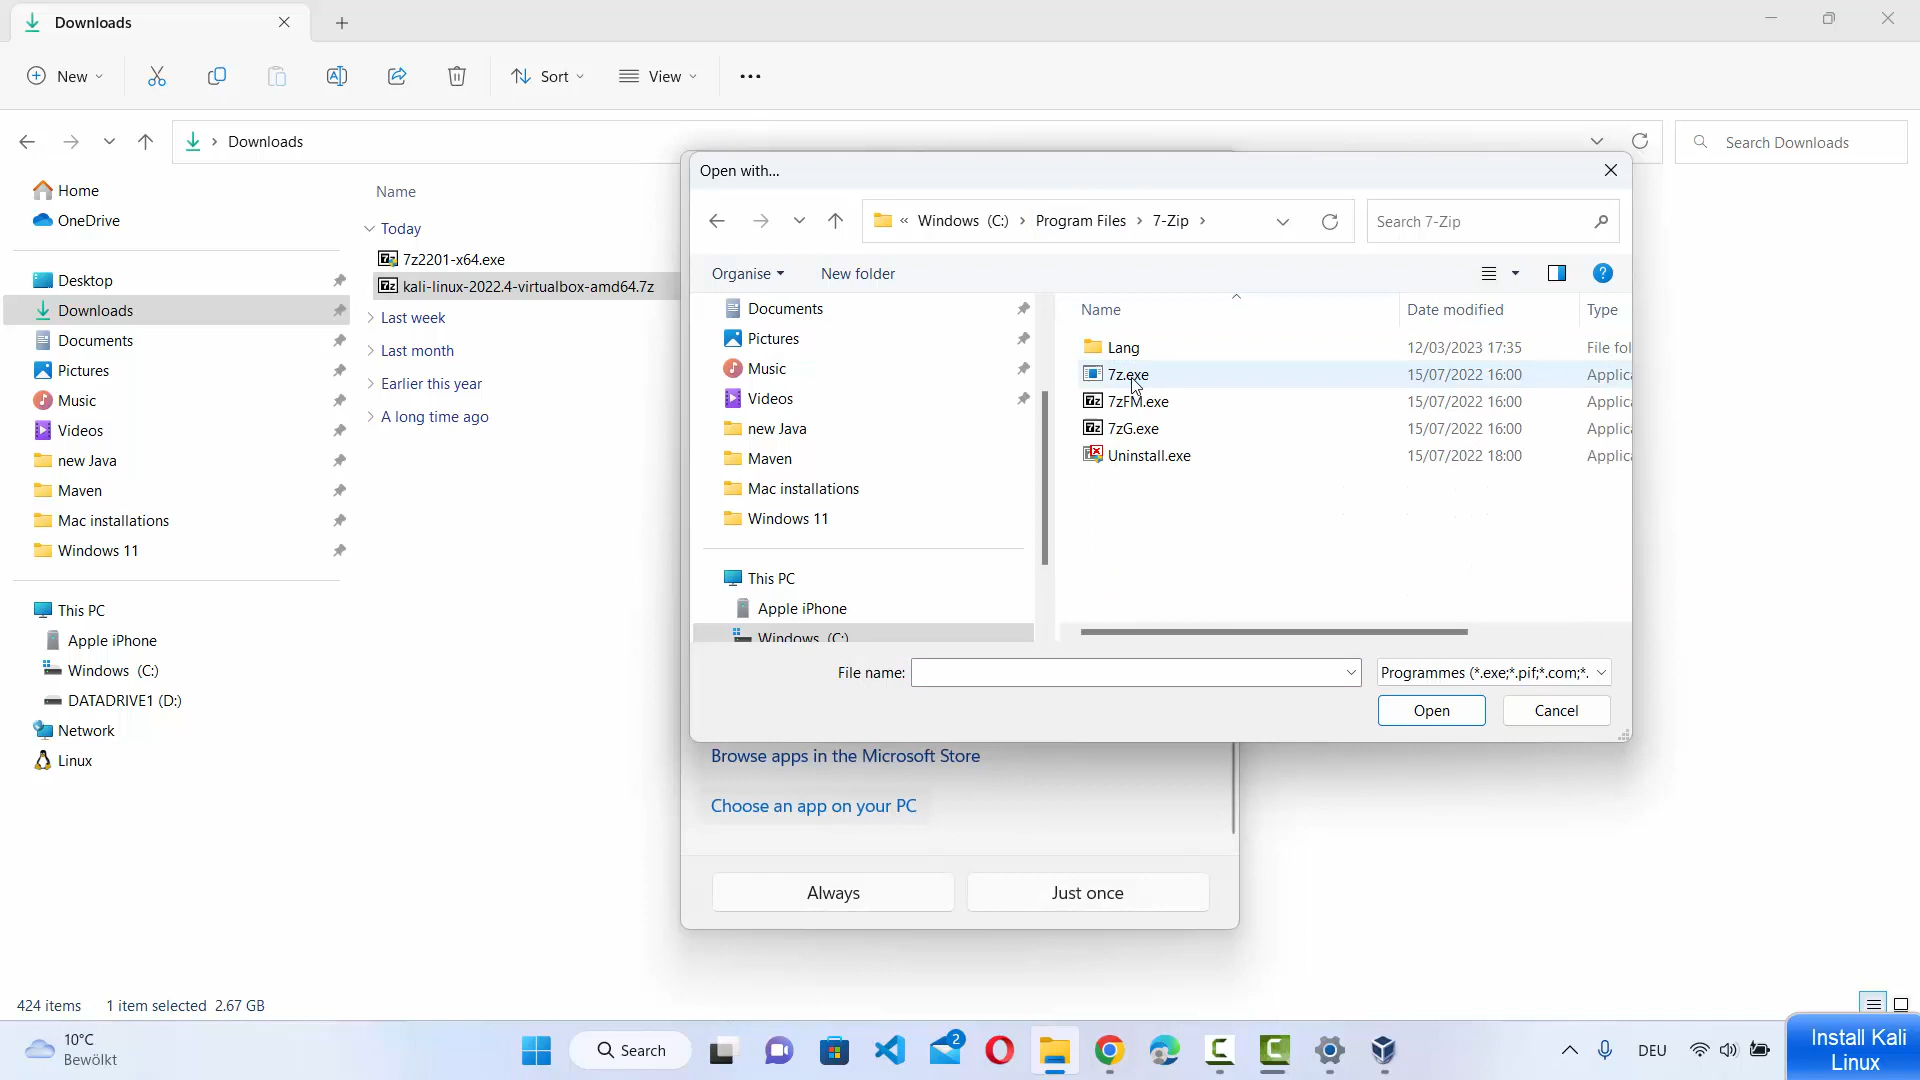 Downloads
New
Sort
View
Downloads
Search Downloads
Home
OneDrive
Desktop
Downloads
Documents
Pictures
Music
Videos
new Java
Maven
Mac installations
Windows 11
This PC
Apple iPhone
Windows (C:)
DATADRIVE1 (D:)
Network
Linux
Name
Today
7z2201-x64.exe
kali-linux-2022.4-virtualbox-amd64.7z
Last week
Last month
Earlier this year
A long time ago
Open with...
« Windows (C:) > Program Files > 7-Zip >
Search 7-Zip
Organise
New folder
Documents
Pictures
Music
Videos
new Java
Maven
Mac installations
Windows 11
This PC
Apple iPhone
Windows (C:)
Name Date modified Type
Lang 12/03/2023 17:35 File fol
7z.exe 15/07/2022 16:00 Applica
7zFM.exe 15/07/2022 16:00 Applica
7zG.exe 15/07/2022 16:00 Applica
Uninstall.exe 15/07/2022 18:00 Applica
File name:
Programmes (*.exe;*.pif;*.com;*.
Open
Cancel
Browse apps in the Microsoft Store
Choose an app on your PC
Always
Just once
424 items 1 item selected 2.67 GB
10°C
Bewölkt
Search
2
DEU
Install Kali
Linux